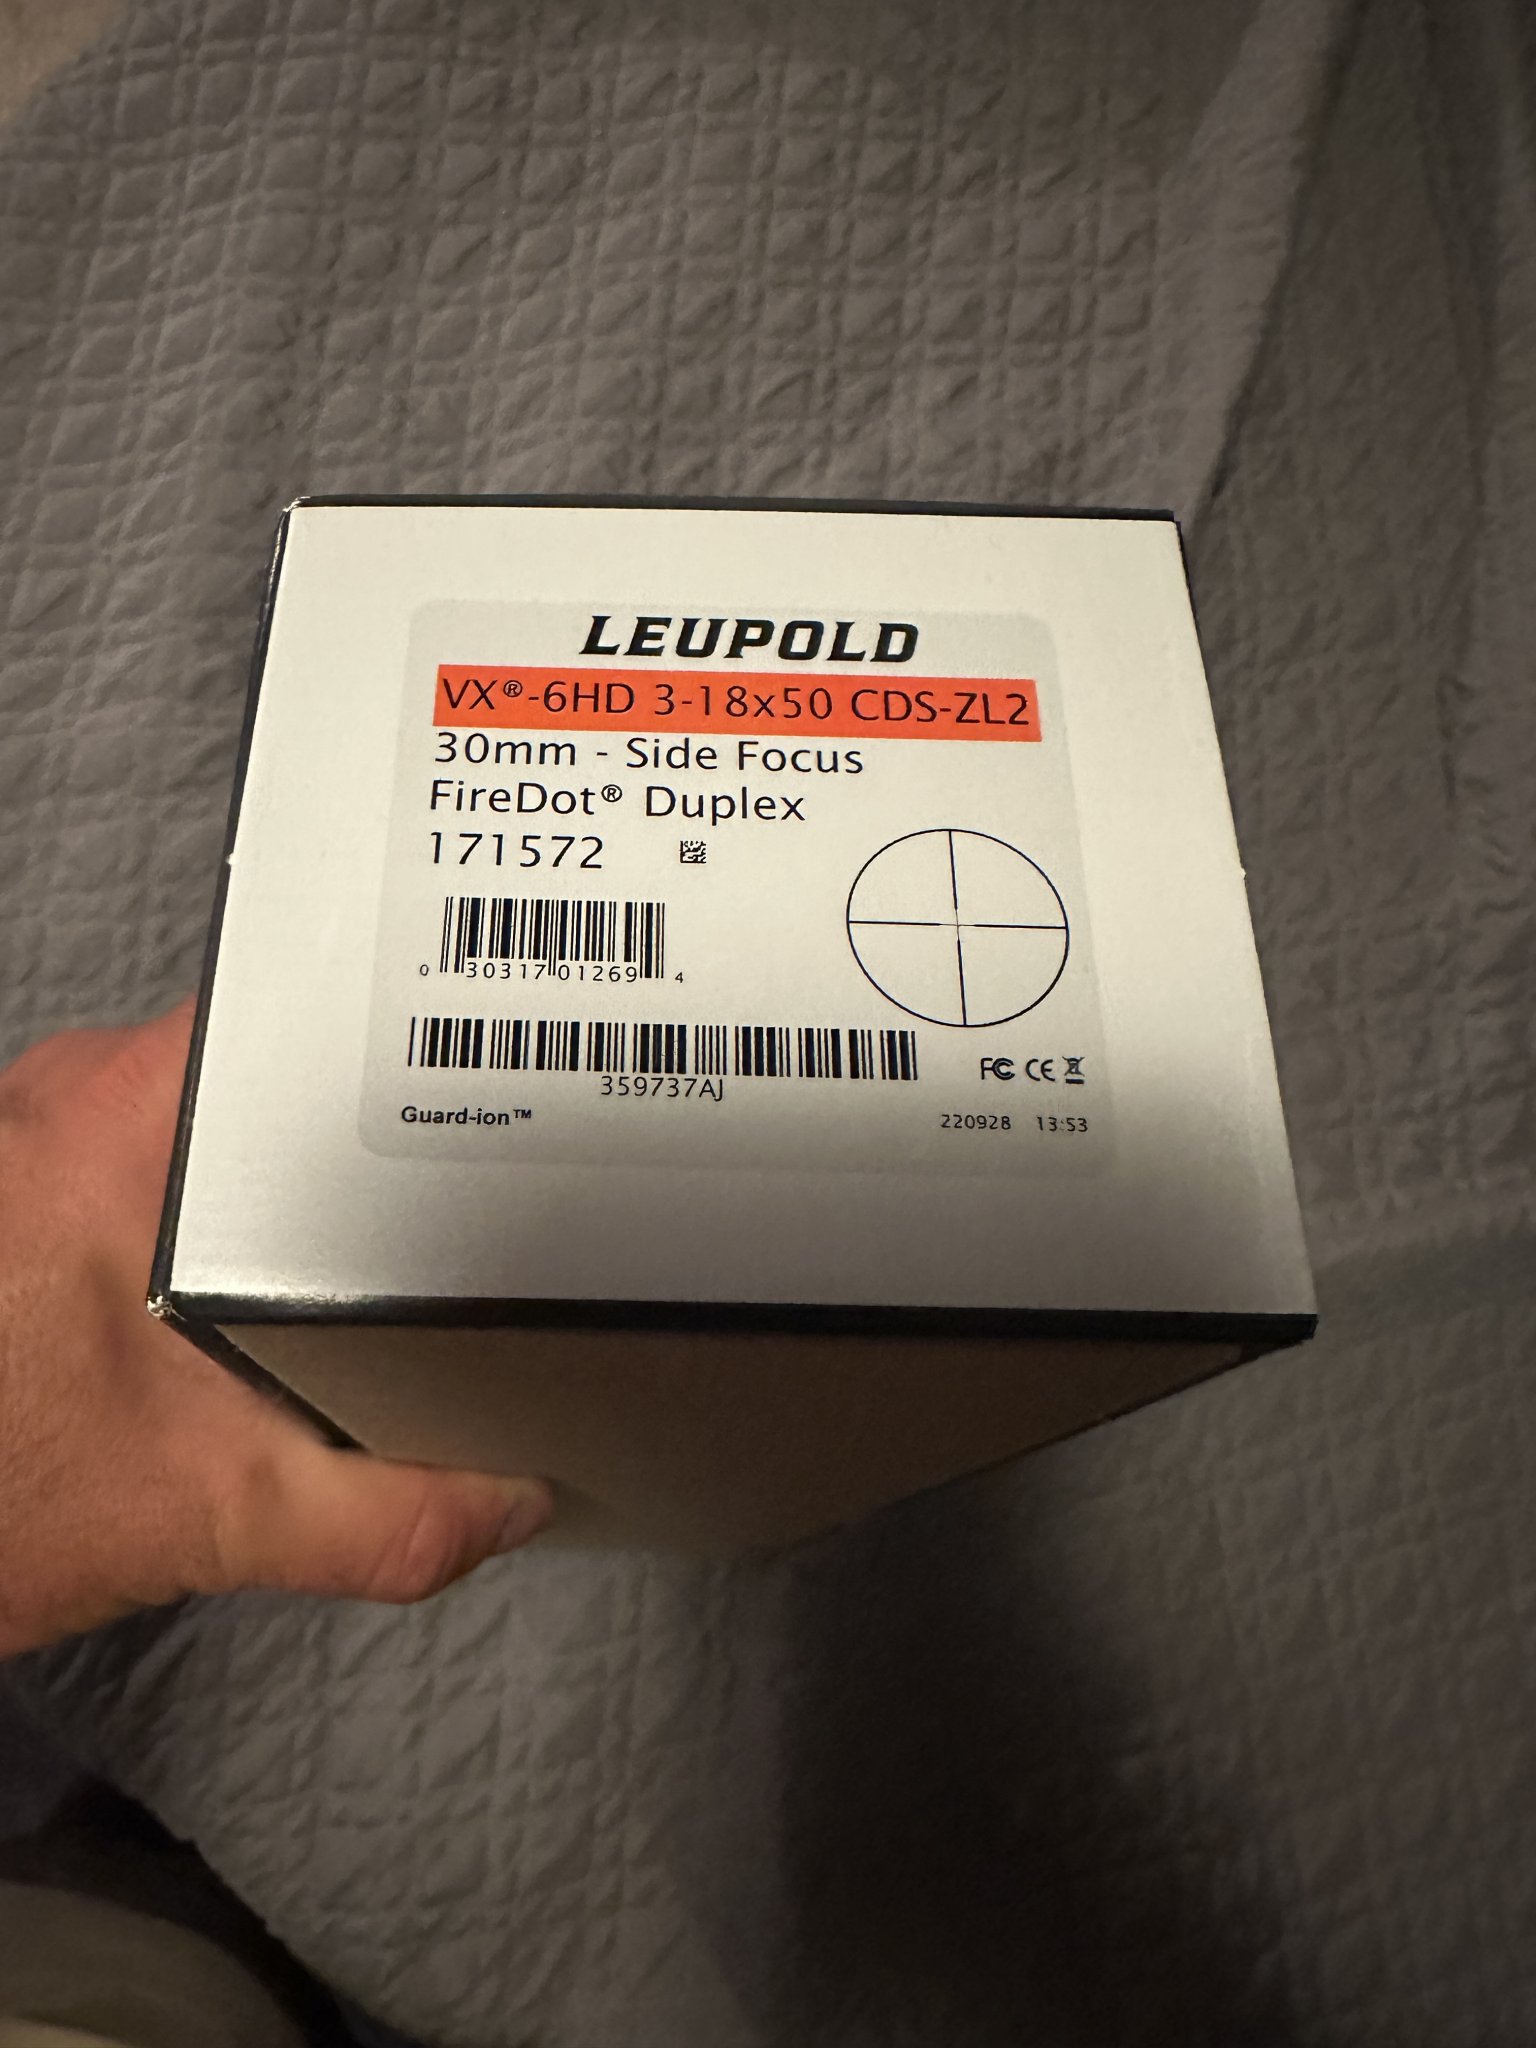 LEUPOLD
VX®-6HD 3-18x50 CDS-ZL2
30mm - Side Focus
FireDot® Duplex
171572
0 30317 01269 4
359737AJ
FC CE
Guard-ion™
220928 13:53